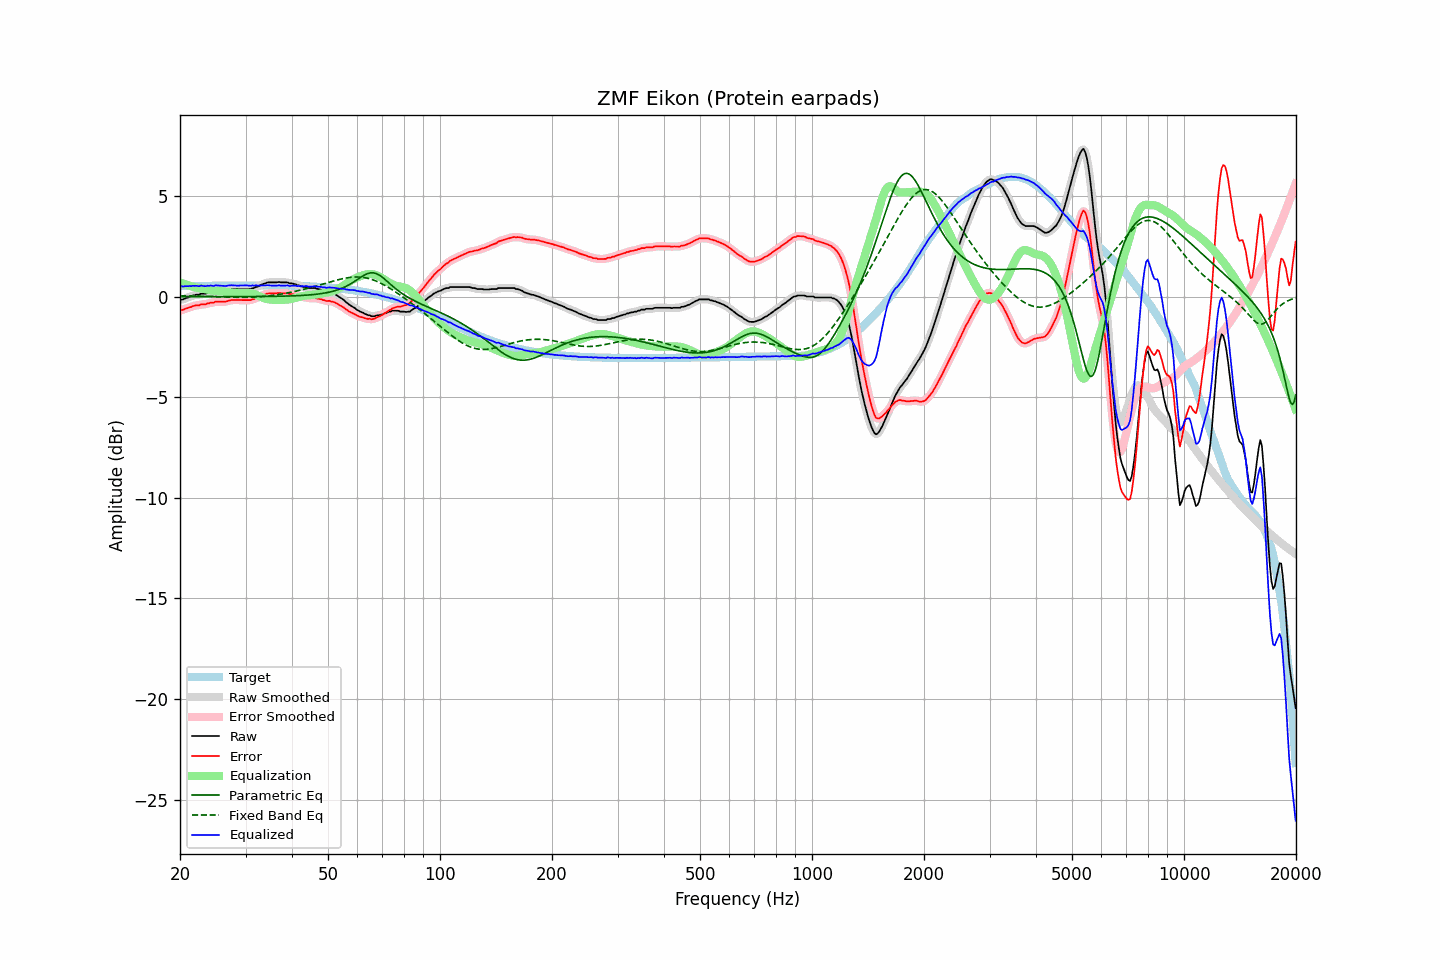 ZMF Eikon (Protein earpads)
Amplitude (dBr)
5
0
−5
−10
−15
−20
−25
Target
Raw Smoothed
Error Smoothed
Raw
Error
Equalization
Parametric Eq
Fixed Band Eq
Equalized
20 50 100 200 500 1000 2000 5000 10000 20000
Frequency (Hz)